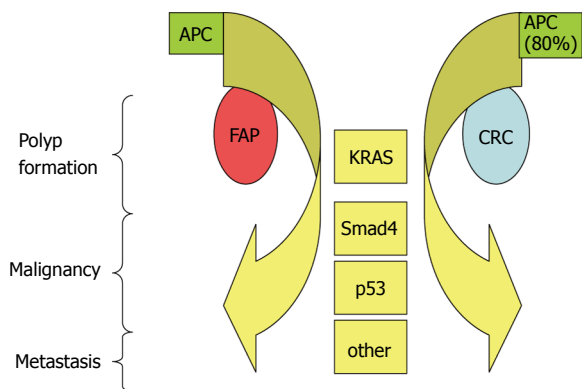 APC
APC
(80%)
Polyp
formation
FAP
KRAS
CRC
Smad4
Malignancy
p53
other
Metastasis